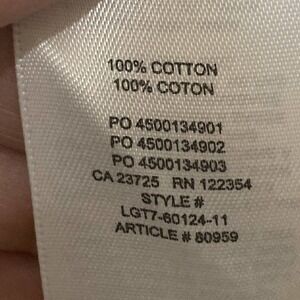 100% COTTON
100% COTON
PO 4500134901
PO 4500134902
PO 4500134903
CA 23725 RN 122354
STYLE #
LGT7-60124-11
ARTICLE # 80959